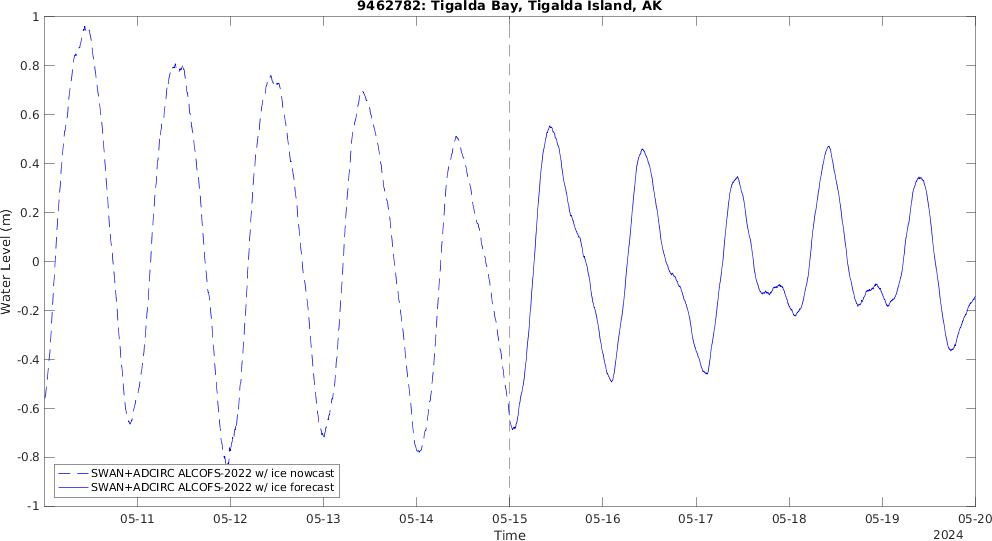 9462782: Tigalda Bay, Tigalda Island, AK
Water Level (m)
1
0.8
0.6
0.4
0.2
0
-0.2
-0.4
-0.6
-0.8
-1
SWAN+ADCIRC ALCOFS-2022 w/ ice nowcast
SWAN+ADCIRC ALCOFS-2022 w/ ice forecast
05-11 05-12 05-13 05-14 05-15 05-16 05-17 05-18 05-19 05-20
Time
2024